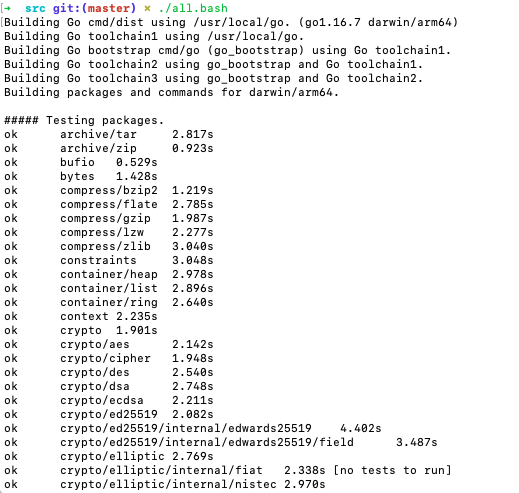 [➜  src git:(master) ✗ ./all.bash
Building Go cmd/dist using /usr/local/go. (go1.16.7 darwin/arm64)
Building Go toolchain1 using /usr/local/go.
Building Go bootstrap cmd/go (go_bootstrap) using Go toolchain1.
Building Go toolchain2 using go_bootstrap and Go toolchain1.
Building Go toolchain3 using go_bootstrap and Go toolchain2.
Building packages and commands for darwin/arm64.

##### Testing packages.
ok      archive/tar     2.817s
ok      archive/zip     0.923s
ok      bufio   0.529s
ok      bytes   1.428s
ok      compress/bzip2  1.219s
ok      compress/flate  2.785s
ok      compress/gzip   1.987s
ok      compress/lzw    2.277s
ok      compress/zlib   3.040s
ok      constraints     3.048s
ok      container/heap  2.978s
ok      container/list  2.896s
ok      container/ring  2.640s
ok      context 2.235s
ok      crypto  1.901s
ok      crypto/aes      2.142s
ok      crypto/cipher   1.948s
ok      crypto/des      2.540s
ok      crypto/dsa      2.748s
ok      crypto/ecdsa    2.211s
ok      crypto/ed25519  2.082s
ok      crypto/ed25519/internal/edwards25519    4.402s
ok      crypto/ed25519/internal/edwards25519/field      3.487s
ok      crypto/elliptic 2.769s
ok      crypto/elliptic/internal/fiat   2.338s [no tests to run]
ok      crypto/elliptic/internal/nistec 2.970s